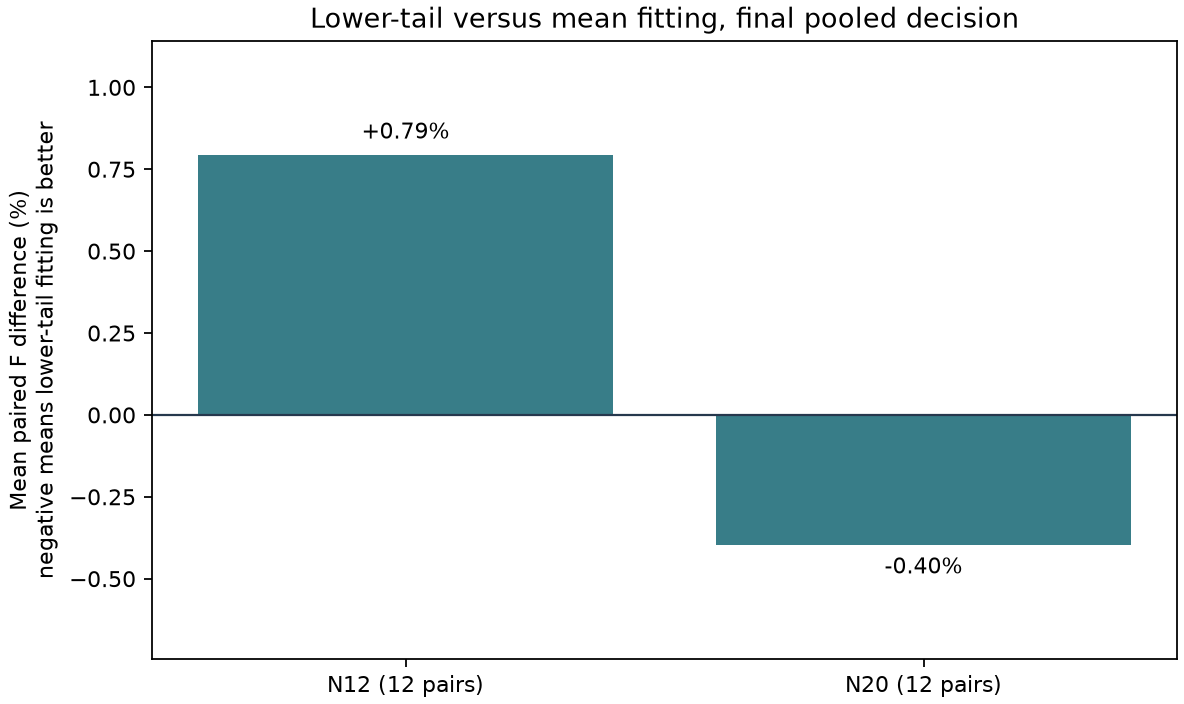 Lower-tail versus mean fitting, final pooled decision
Mean paired F difference (%)
negative means lower-tail fitting is better
1.00
0.75
0.50
0.25
0.00
−0.25
−0.50
+0.79%
-0.40%
N12 (12 pairs)
N20 (12 pairs)